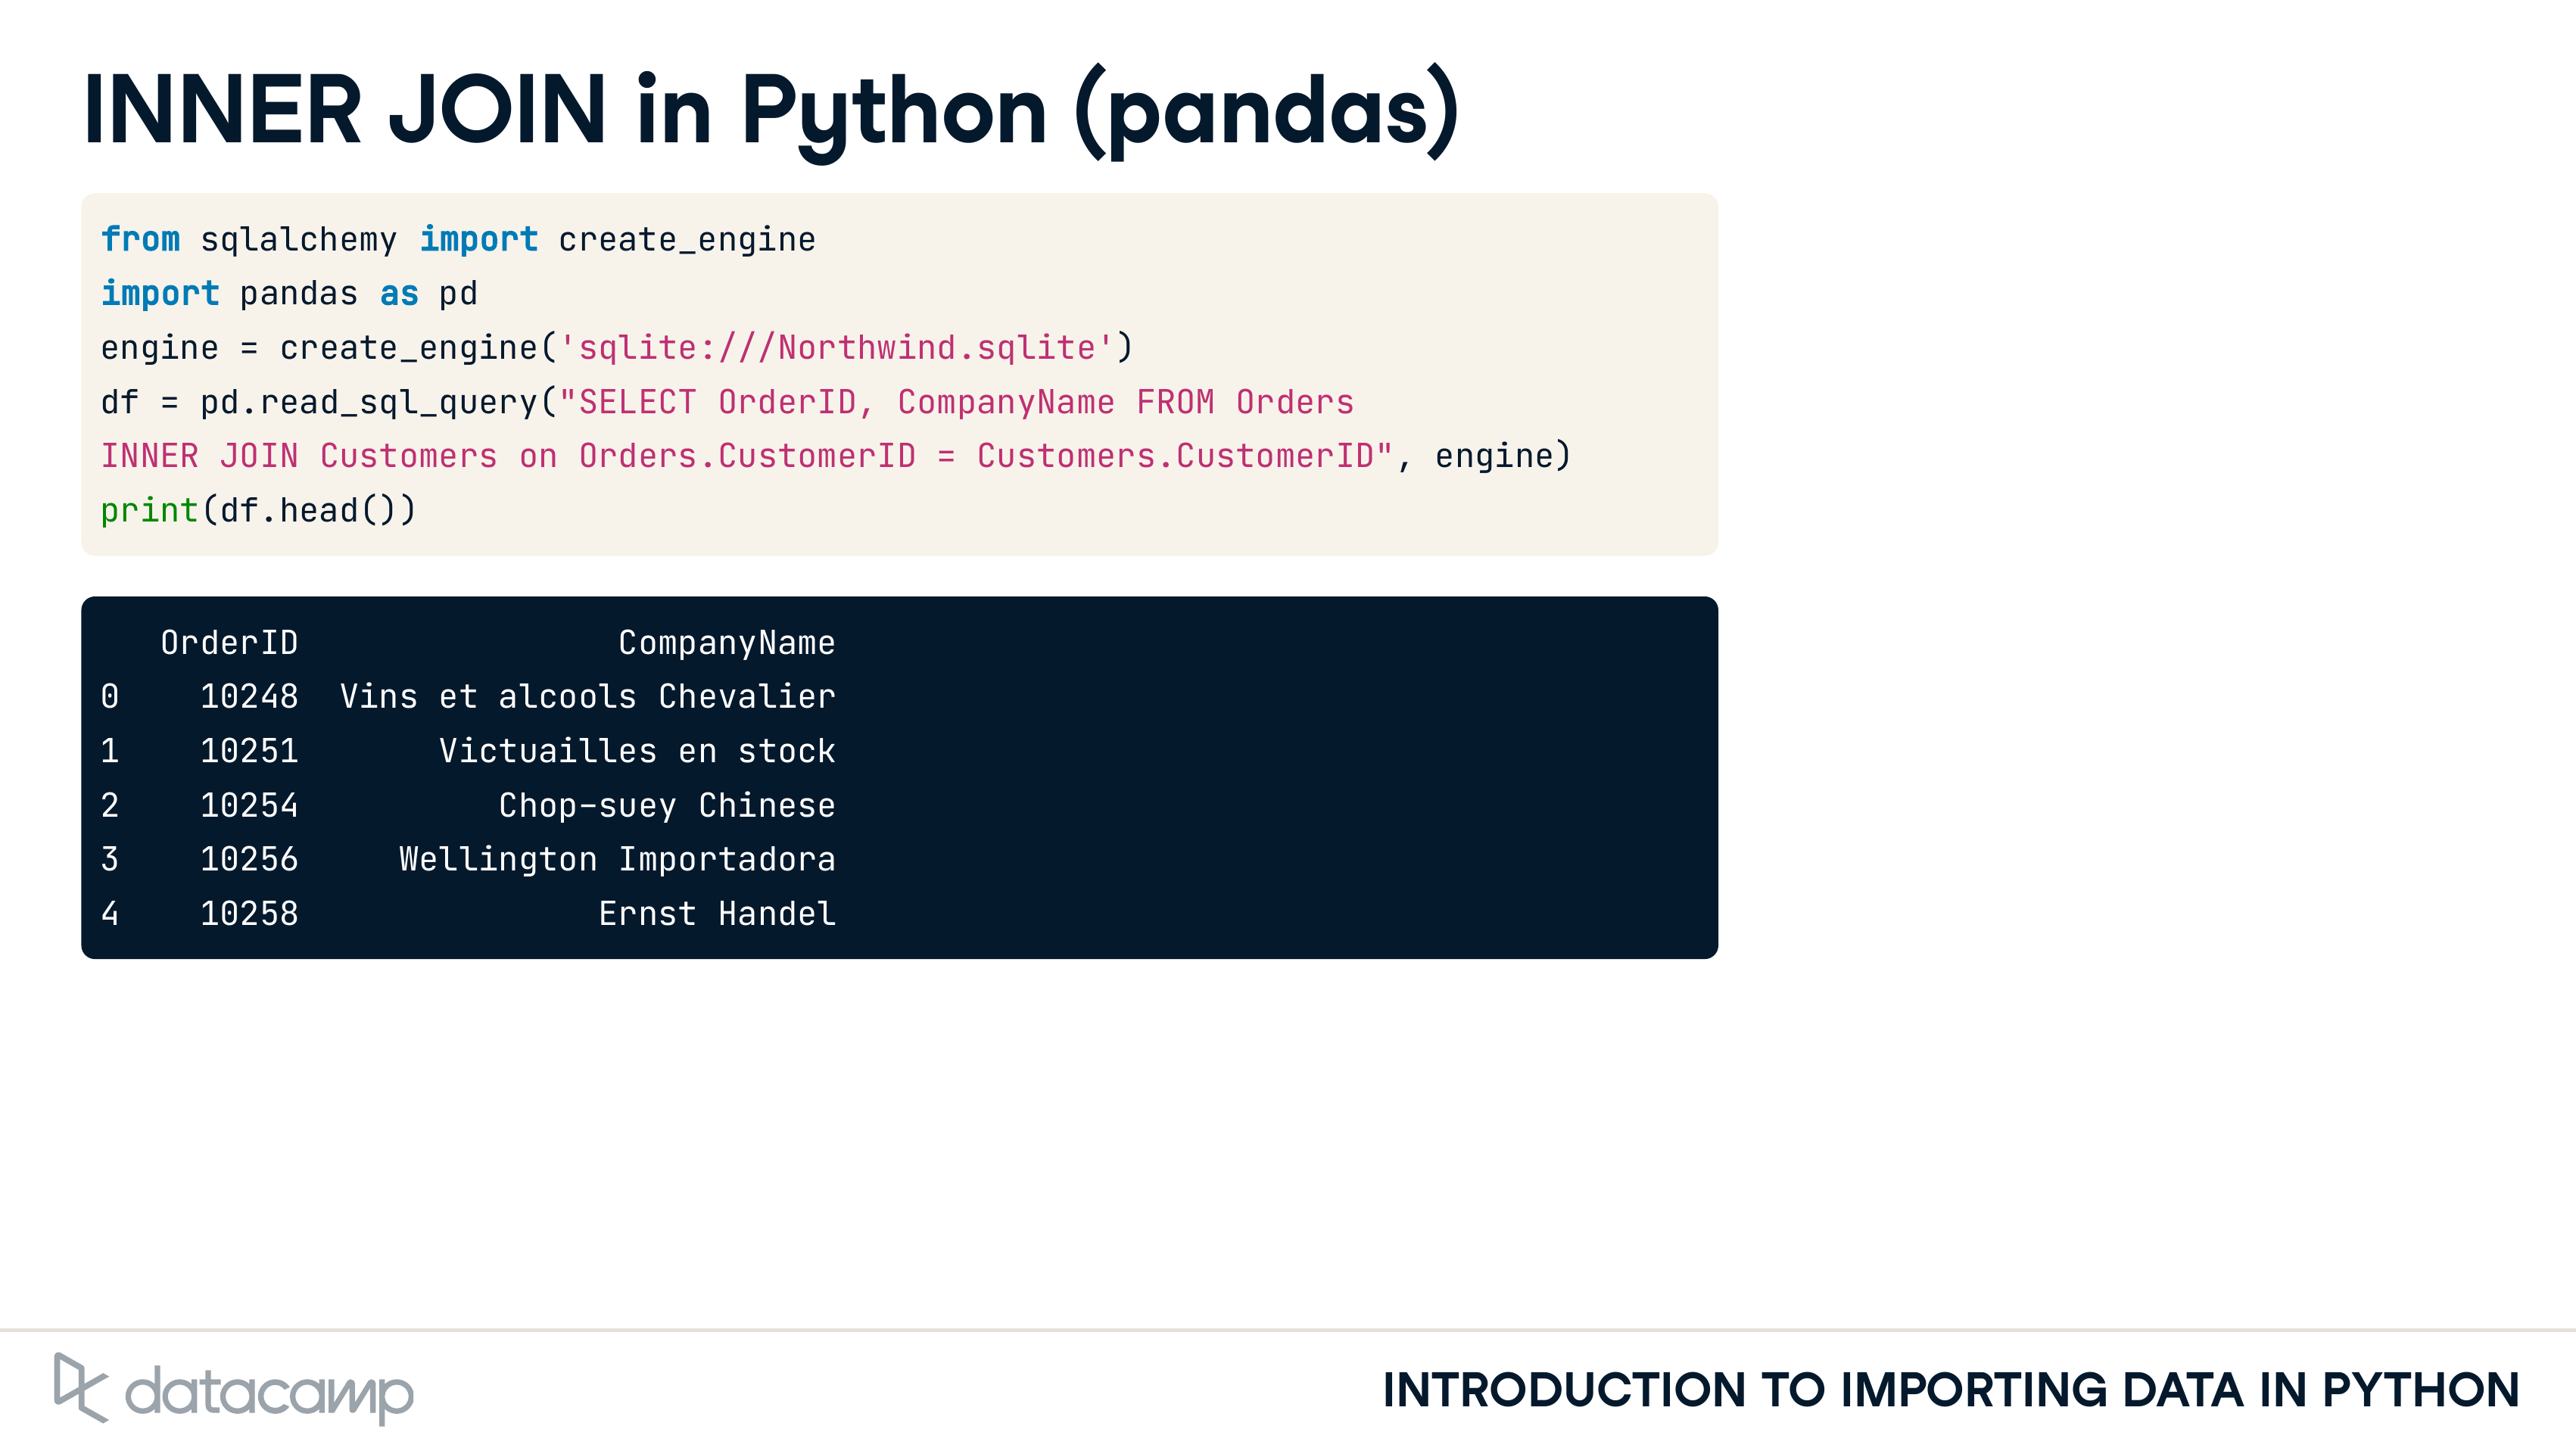 INNER JOIN in Python (pandas)
from sqlalchemy import create_engine
import pandas as pd
engine = create_engine('sqlite:///Northwind.sqlite')
df = pd.read_sql_query("SELECT OrderID, CompanyName FROM Orders
INNER JOIN Customers on Orders.CustomerID = Customers.CustomerID", engine)
print(df.head())
OrderID CompanyName
0 10248 Vins et alcools Chevalier
1 10251 Victuailles en stock
2 10254 Chop-suey Chinese
3 10256 Wellington Importadora
4 10258 Ernst Handel
datacamp
INTRODUCTION TO IMPORTING DATA IN PYTHON